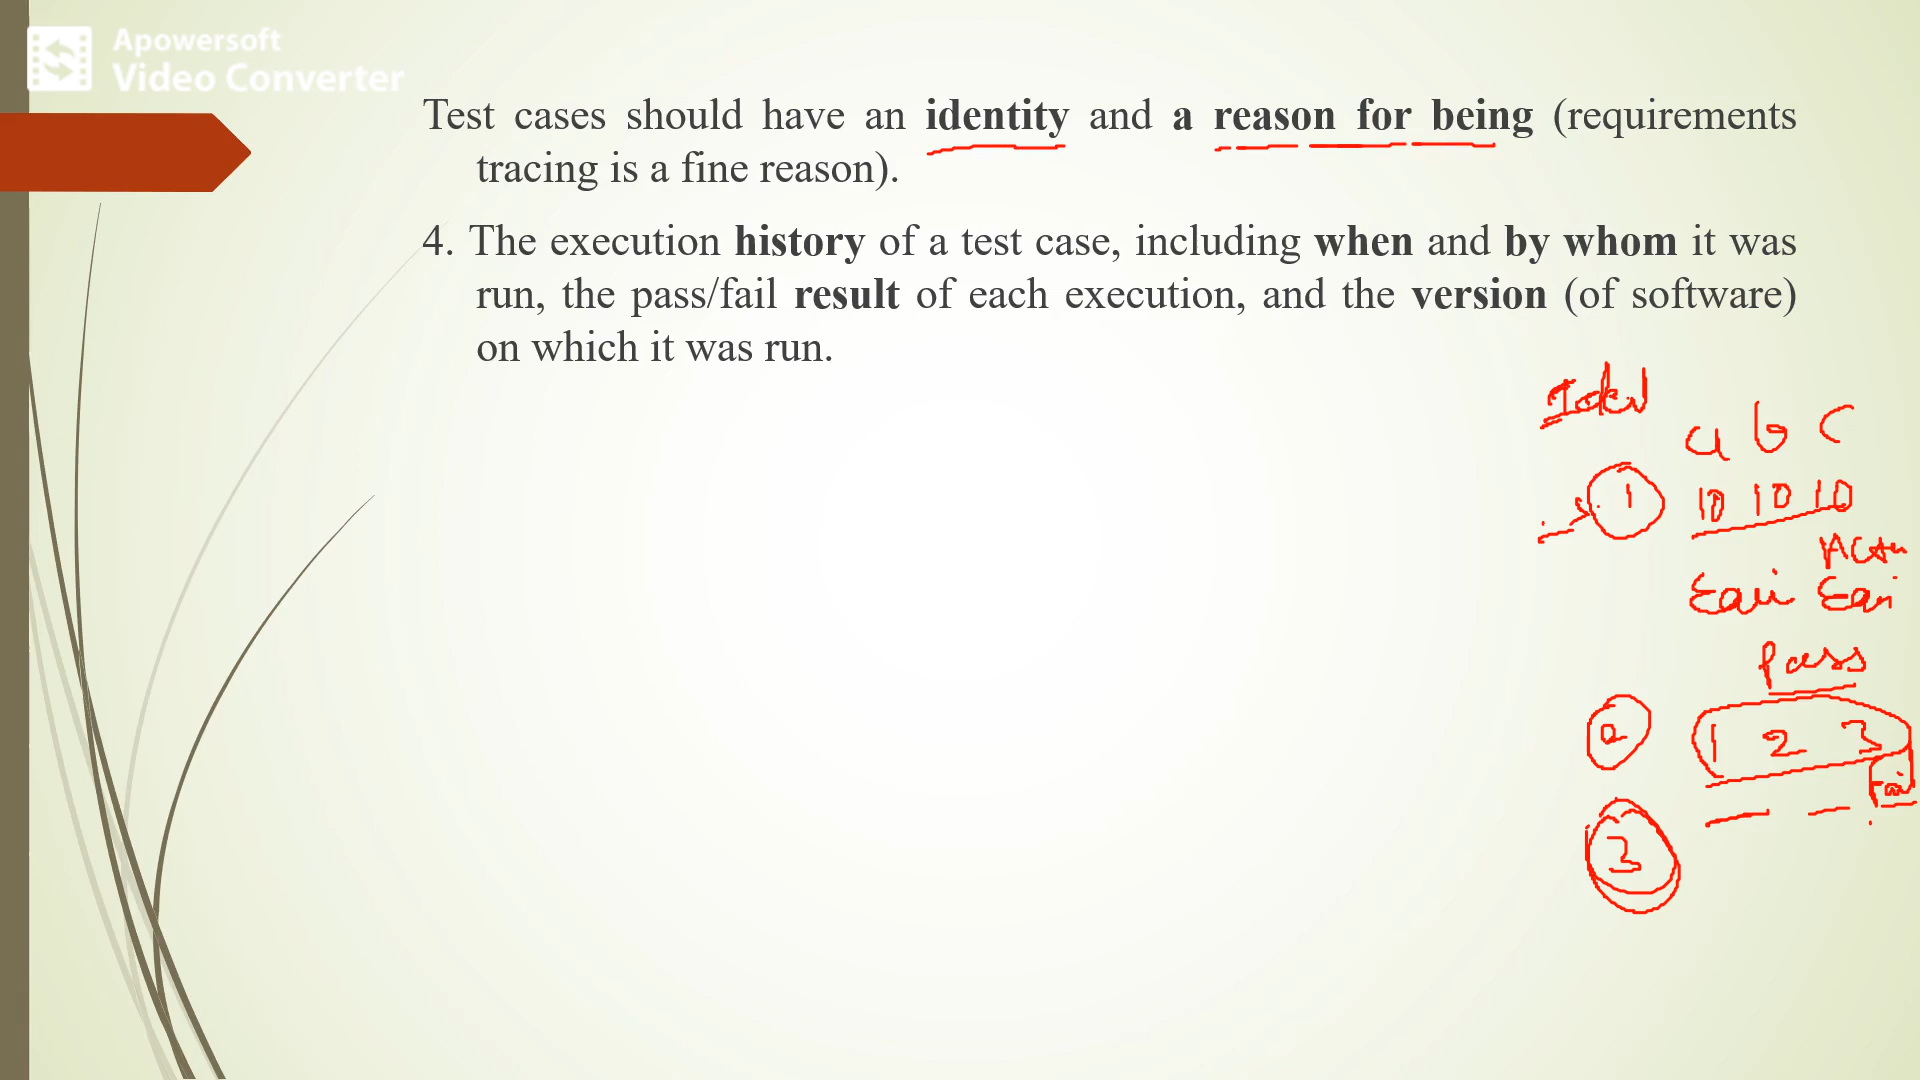 Apowersoft
Video Converter
Test cases should have an identity and a reason for being (requirements
tracing is a fine reason).
4. The execution history of a test case, including when and by whom it was
run, the pass/fail result of each execution, and the version (of software)
on which it was run.
a b c
1 10 10 10
Pass
2 1 2 3
3